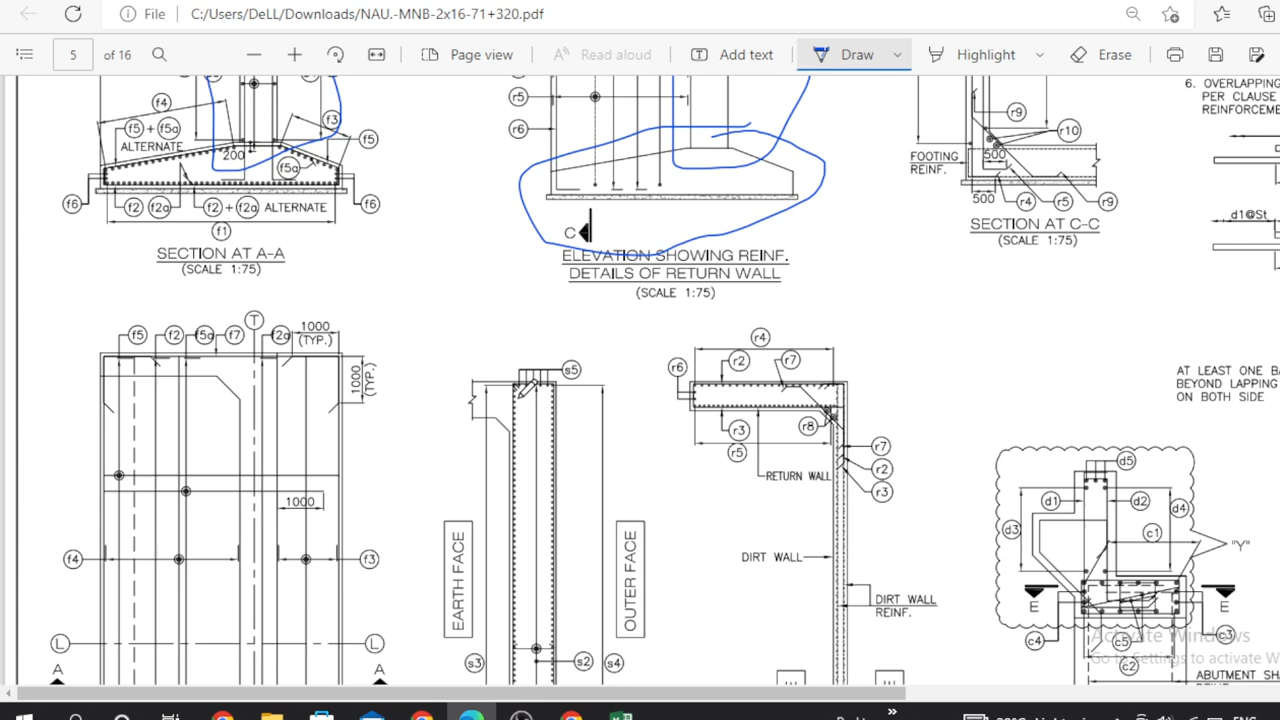 File
C:/Users/DeLL/Downloads/NAU.-MNB-2x16-71+320.pdf
5
of 16
Page view
Read aloud
Add text
Draw
Highlight
Erase
f4
f5 + f5a
ALTERNATE
200
f3
f5
f5a
f6
f2
f2a
f2 + f2a ALTERNATE
f6
f1
SECTION AT A-A
(SCALE 1:75)
r5
r6
C
ELEVATION SHOWING REINF.
DETAILS OF RETURN WALL
(SCALE 1:75)
r9
r10
FOOTING
REINF.
500
500
r4
r5
r9
SECTION AT C-C
(SCALE 1:75)
6. OVERLAPPING
PER CLAUSE
REINFORCEME
d1@St
f5
f2
f5a
f7
T
f2a
1000
(TYP.)
1000
(TYP.)
1000
f4
f3
L
L
A
A
s5
EARTH FACE
OUTER FACE
s3
s2
s4
r4
r6
r2
r7
r3
r8
r5
RETURN WALL
r7
r2
r3
DIRT WALL
DIRT WALL
REINF.
AT LEAST ONE BA
BEYOND LAPPING
ON BOTH SIDE
d5
d1
d2
d3
d4
c1
"Y"
E
E
c4
c5
c3
c2
Activate Windows
Go to Settings to activate W
ABUTMENT SHA
ENG